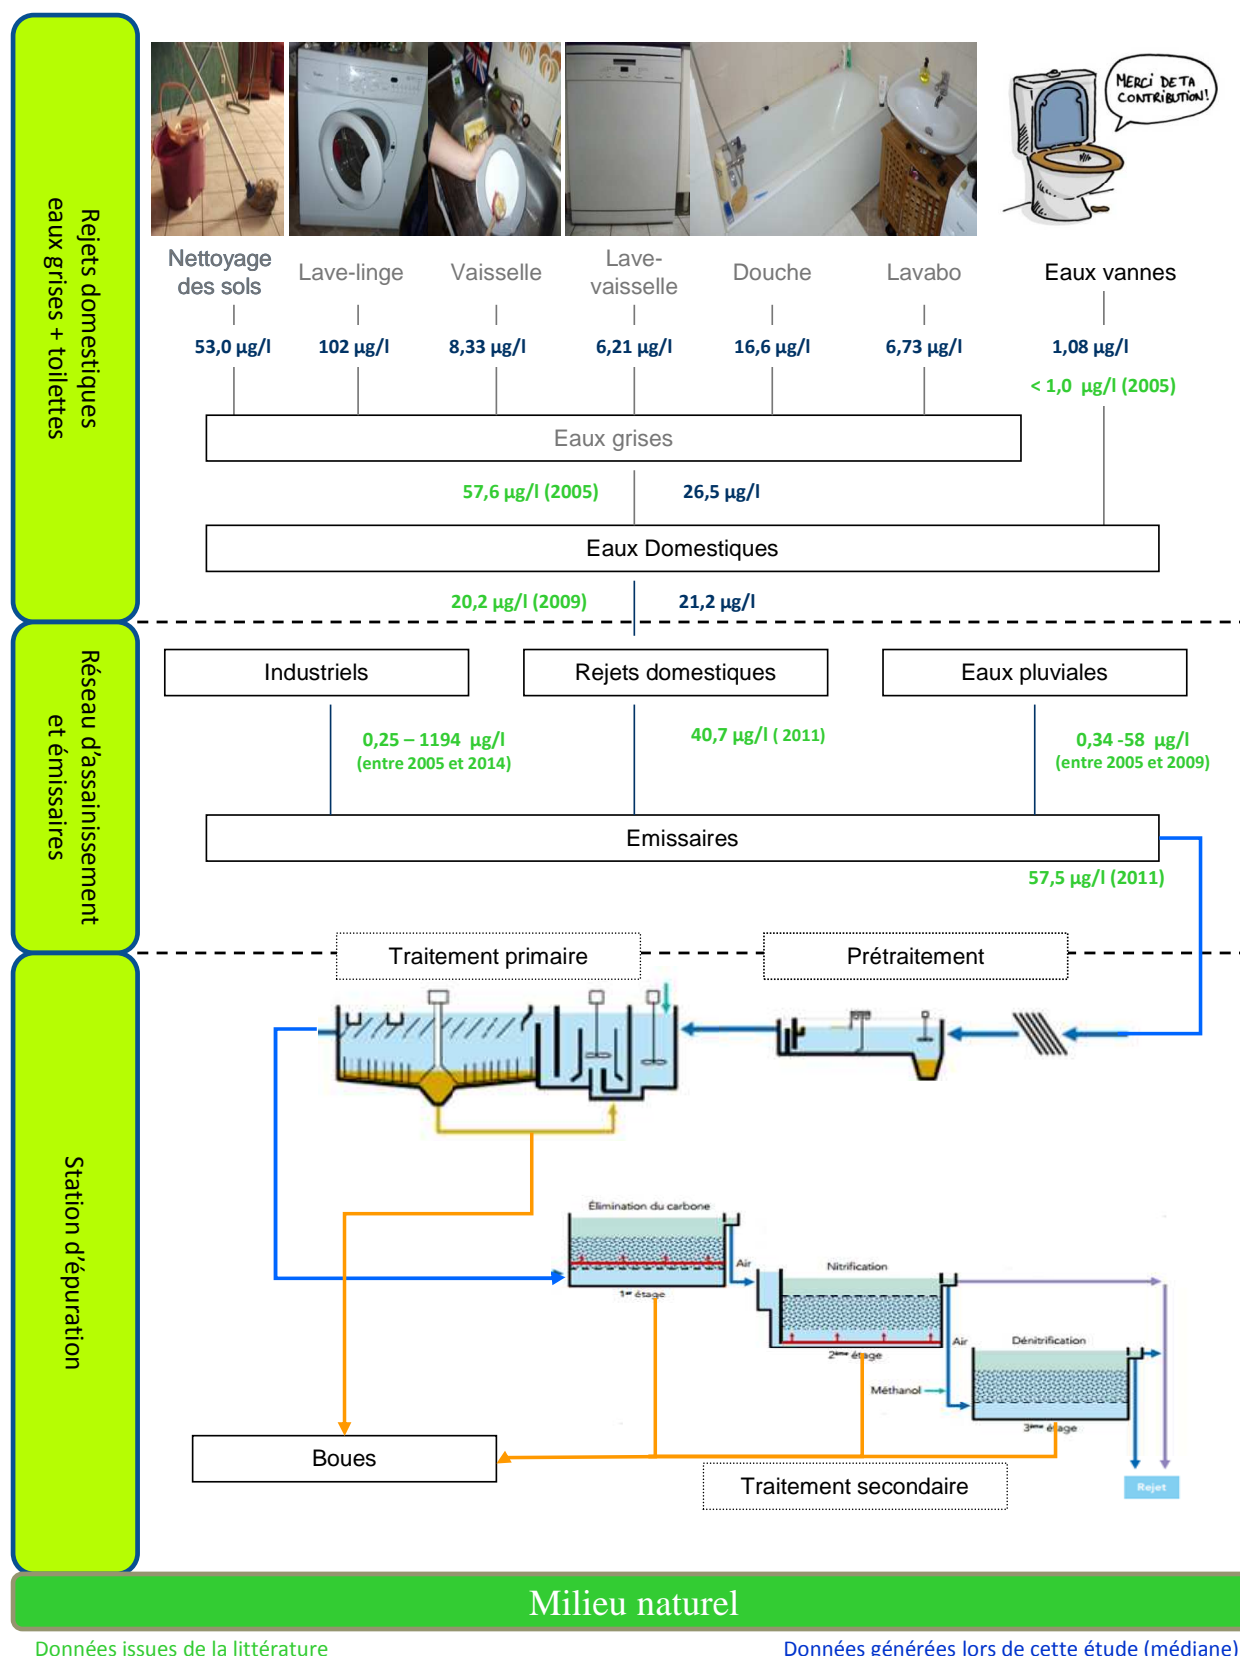 Rejets domestiques
eaux grises + toilettes
MERCI DE TA
CONTRIBUTION!
Nettoyage
des sols
Lave-linge
Vaisselle
Lave-
vaisselle
Douche
Lavabo
Eaux vannes
53,0 µg/l
102 µg/l
8,33 µg/l
6,21 µg/l
16,6 µg/l
6,73 µg/l
1,08 µg/l
< 1,0 µg/l (2005)
Eaux grises
57,6 µg/l (2005)
26,5 µg/l
Eaux Domestiques
20,2 µg/l (2009)
21,2 µg/l
Réseau d'assainissement
et émissaires
Industriels
Rejets domestiques
Eaux pluviales
0,25 – 1194 µg/l
(entre 2005 et 2014)
40,7 µg/l ( 2011)
0,34 -58 µg/l
(entre 2005 et 2009)
Emissaires
57,5 µg/l (2011)
Station d'épuration
Traitement primaire
Prétraitement
Élimination du carbone
Air
1er étage
Nitrification
Air
2ème étage
Dénitrification
Méthanol
3ème étage
Boues
Traitement secondaire
Rejet
Milieu naturel
Données issues de la littérature
Données générées lors de cette étude (médiane)